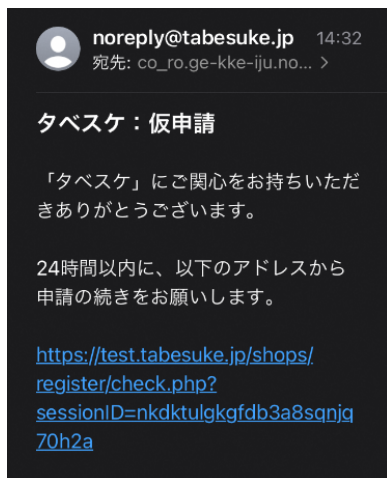 noreply@tabesuke.jp 14:32
宛先: co_ro.ge-kke-iju.no... >
タベスケ：仮申請
「タベスケ」にご関心をお持ちいただ
きありがとうございます。
24時間以内に、以下のアドレスから
申請の続きをお願いします。
https://test.tabesuke.jp/shops/
register/check.php?
sessionID=nkdktulgkgfdb3a8sqnjq
70h2a